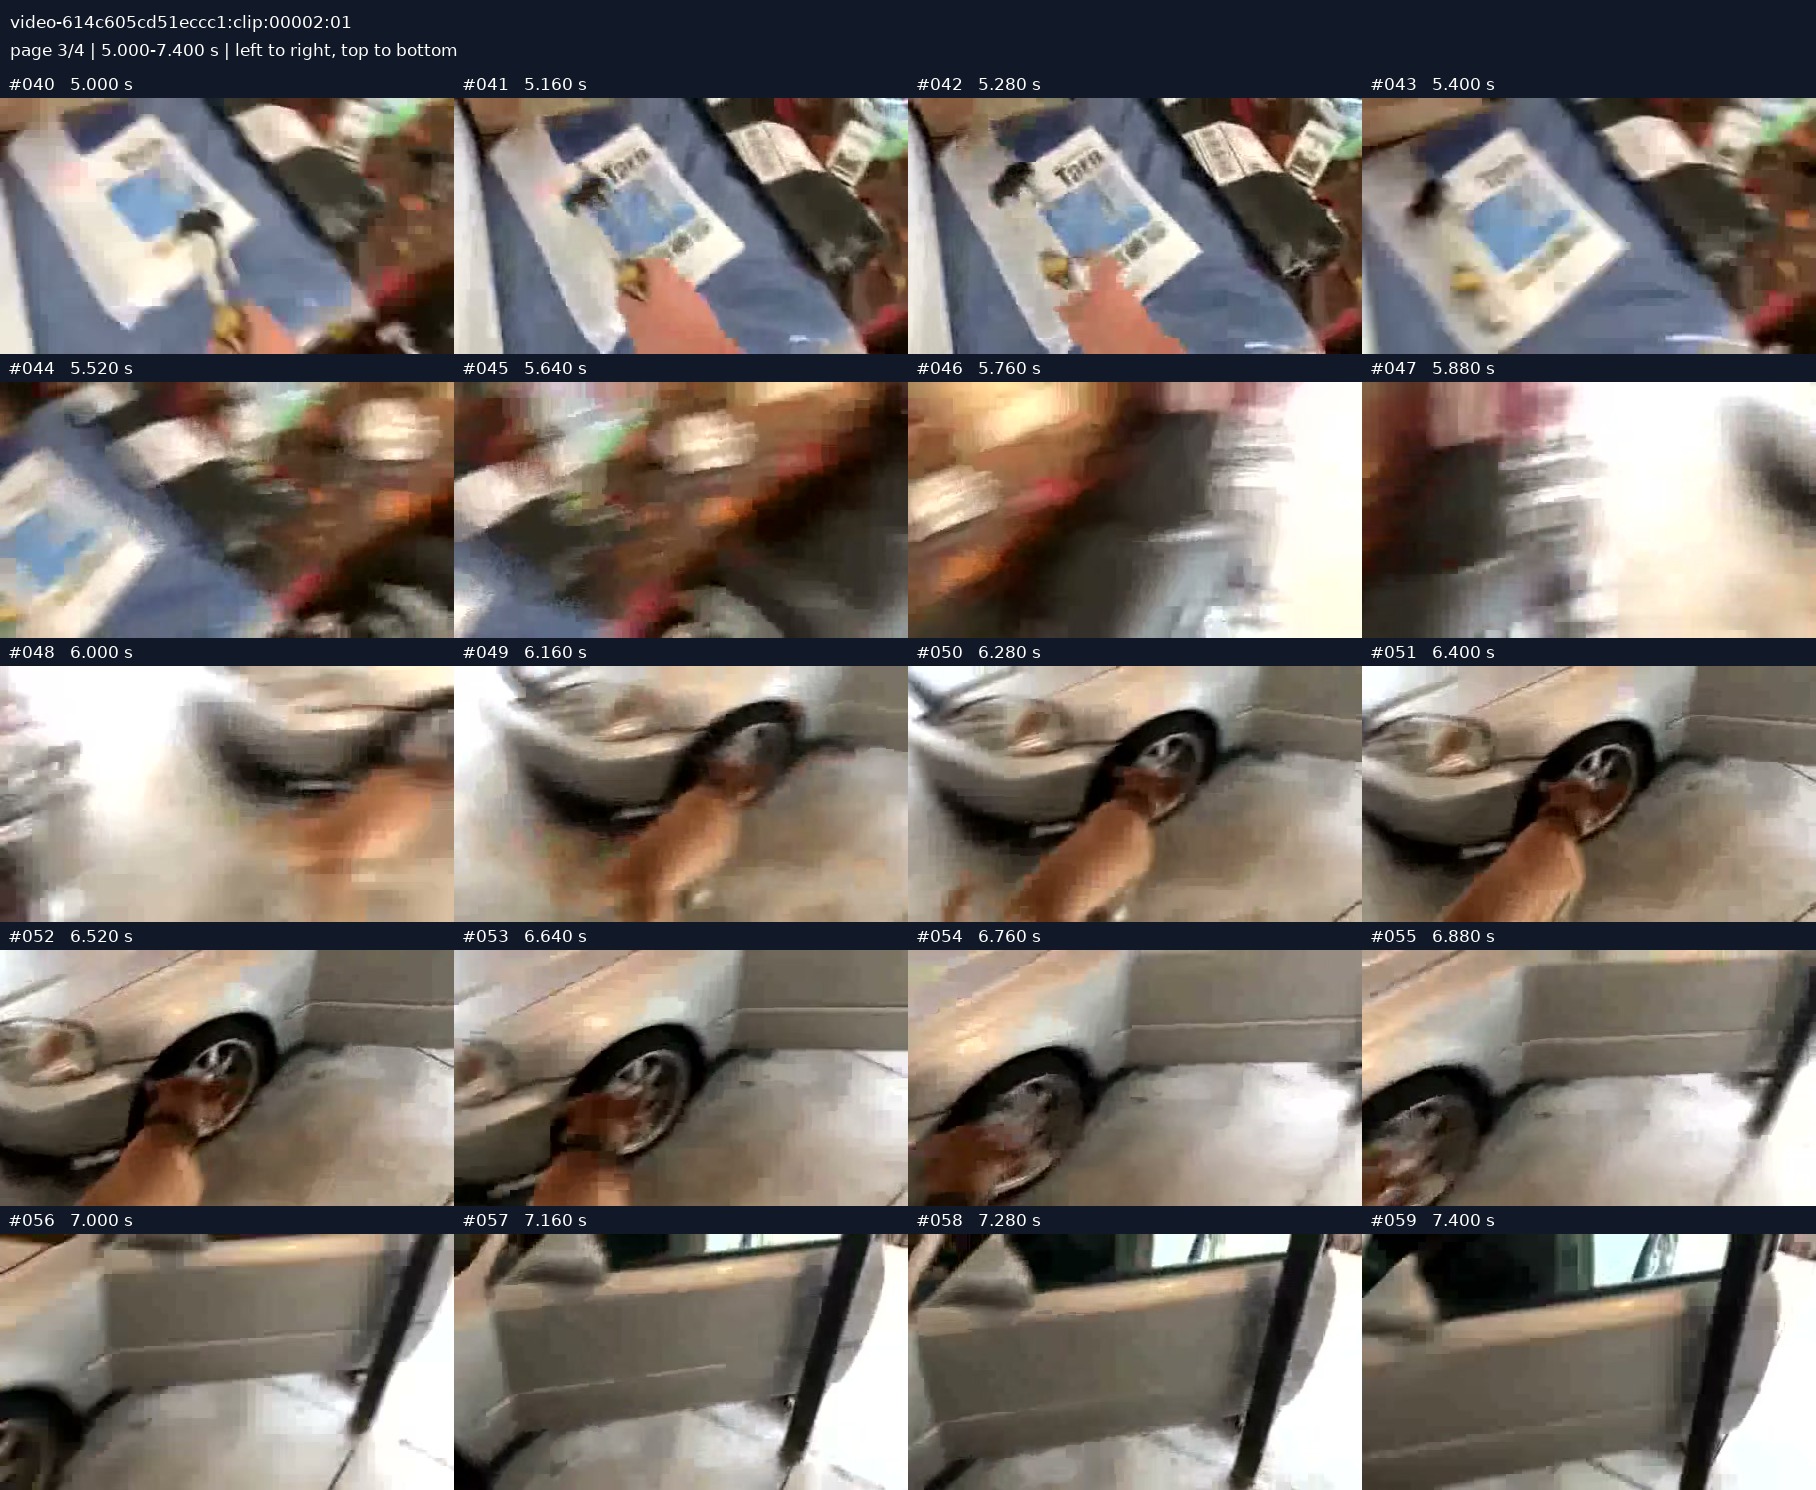 video-614c605cd51eccc1:clip:00002:01
page 3/4 | 5.000-7.400 s | left to right, top to bottom
#040 5.000 s
#041 5.160 s
#042 5.280 s
#043 5.400 s
Tarp
Tarp
#044 5.520 s
#045 5.640 s
#046 5.760 s
#047 5.880 s
#048 6.000 s
#049 6.160 s
#050 6.280 s
#051 6.400 s
#052 6.520 s
#053 6.640 s
#054 6.760 s
#055 6.880 s
#056 7.000 s
#057 7.160 s
#058 7.280 s
#059 7.400 s